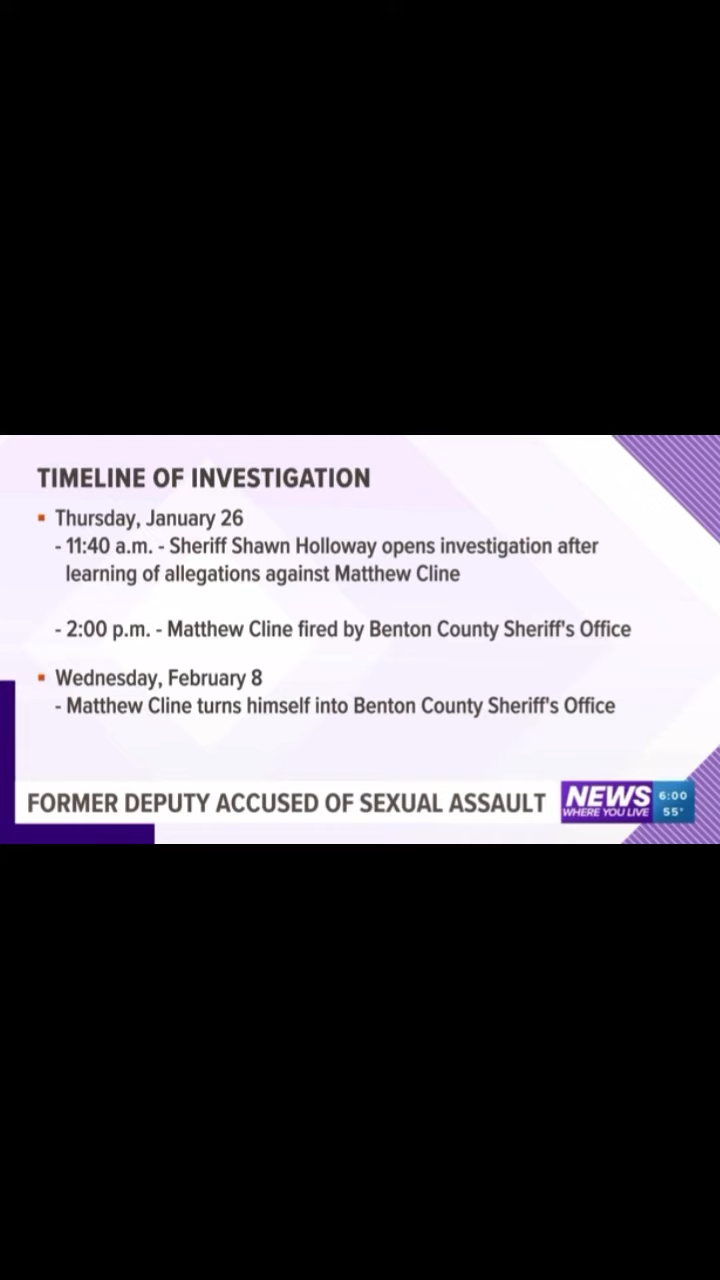 TIMELINE OF INVESTIGATION
▪ Thursday, January 26
- 11:40 a.m. - Sheriff Shawn Holloway opens investigation after
learning of allegations against Matthew Cline
- 2:00 p.m. - Matthew Cline fired by Benton County Sheriff's Office
▪ Wednesday, February 8
- Matthew Cline turns himself into Benton County Sheriff's Office
FORMER DEPUTY ACCUSED OF SEXUAL ASSAULT
NEWS
WHERE YOU LIVE
6:00
55°